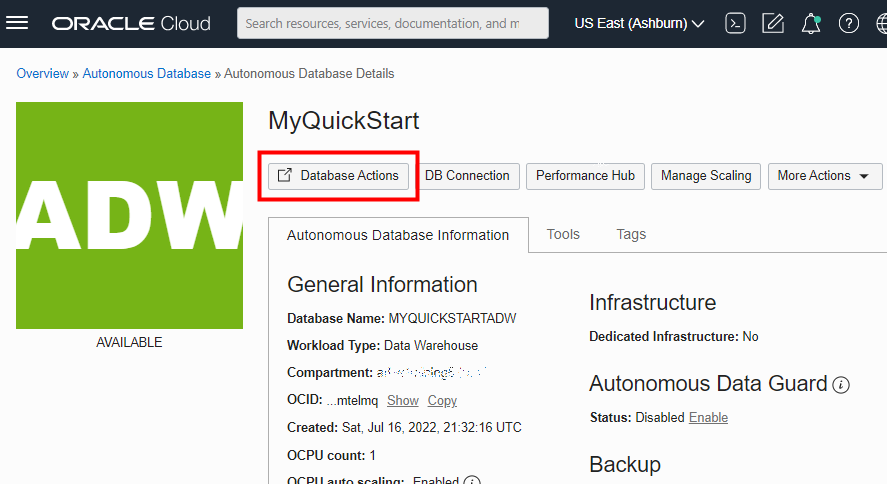 ORACLE Cloud
Search resources, services, documentation, and m
US East (Ashburn)
Overview » Autonomous Database » Autonomous Database Details
ADW
AVAILABLE
MyQuickStart
Database Actions
DB Connection
Performance Hub
Manage Scaling
More Actions
Autonomous Database Information
Tools
Tags
General Information
Database Name: MYQUICKSTARTADW
Workload Type: Data Warehouse
Compartment:
OCID: ...mtelmq Show Copy
Created: Sat, Jul 16, 2022, 21:32:16 UTC
OCPU count: 1
OCPU auto scaling: Enabled
Infrastructure
Dedicated Infrastructure: No
Autonomous Data Guard
Status: Disabled Enable
Backup